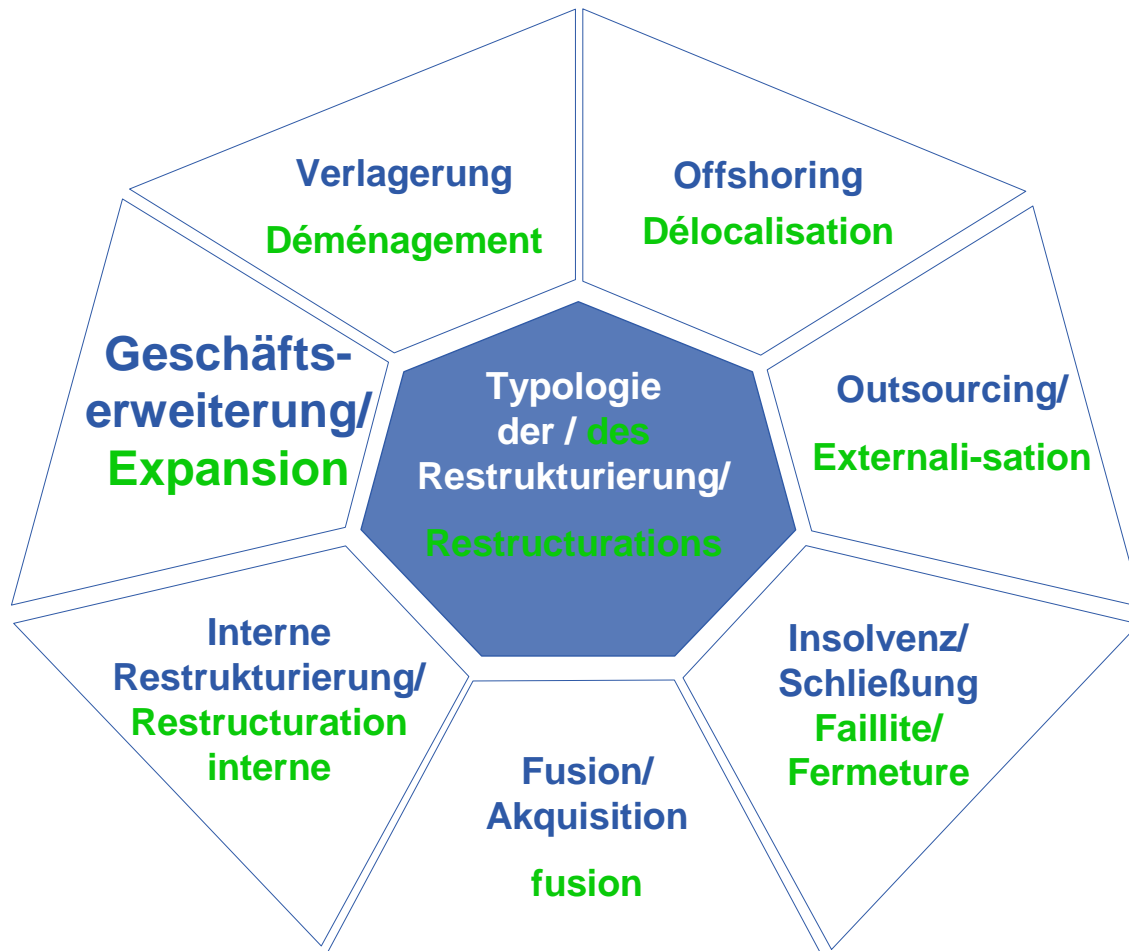 Verlagerung
Déménagement
Offshoring
Délocalisation
Geschäfts-
erweiterung/
Expansion
Typologie
der / des
Restrukturierung/
Restructurations
Outsourcing/
Externali-sation
Interne
Restrukturierung/
Restructuration
interne
Fusion/
Akquisition
fusion
Insolvenz/
Schließung
Faillite/
Fermeture